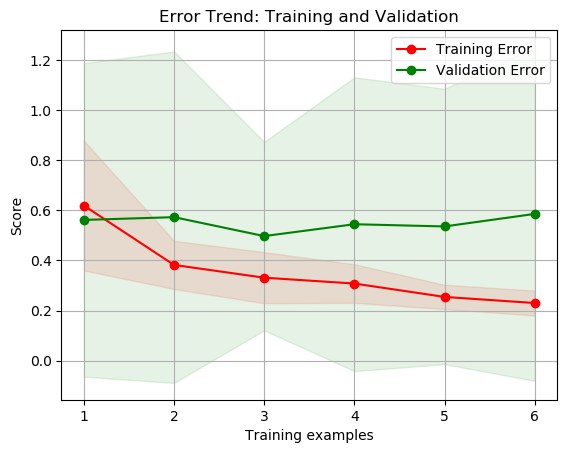 Error Trend: Training and Validation
Training Error
Validation Error
Score
1.2
1.0
0.8
0.6
0.4
0.2
0.0
1 2 3 4 5 6
Training examples